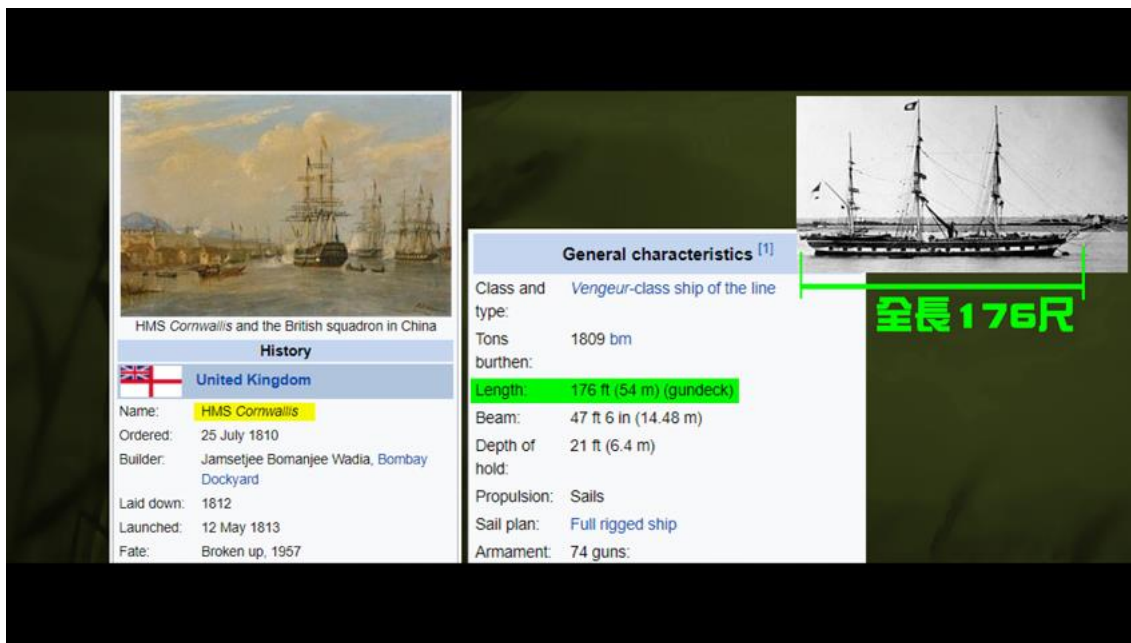 HMS Cornwallis and the British squadron in China
History
United Kingdom
Name: HMS Cornwallis
Ordered: 25 July 1810
Builder: Jamsetjee Bomanjee Wadia, Bombay
Dockyard
Laid down: 1812
Launched: 12 May 1813
Fate: Broken up, 1957
General characteristics [1]
Class and Vengeur-class ship of the line
type:
Tons 1809 bm
burthen:
Length: 176 ft (54 m) (gundeck)
Beam: 47 ft 6 in (14.48 m)
Depth of 21 ft (6.4 m)
hold:
Propulsion: Sails
Sail plan: Full rigged ship
Armament: 74 guns:
全長176尺